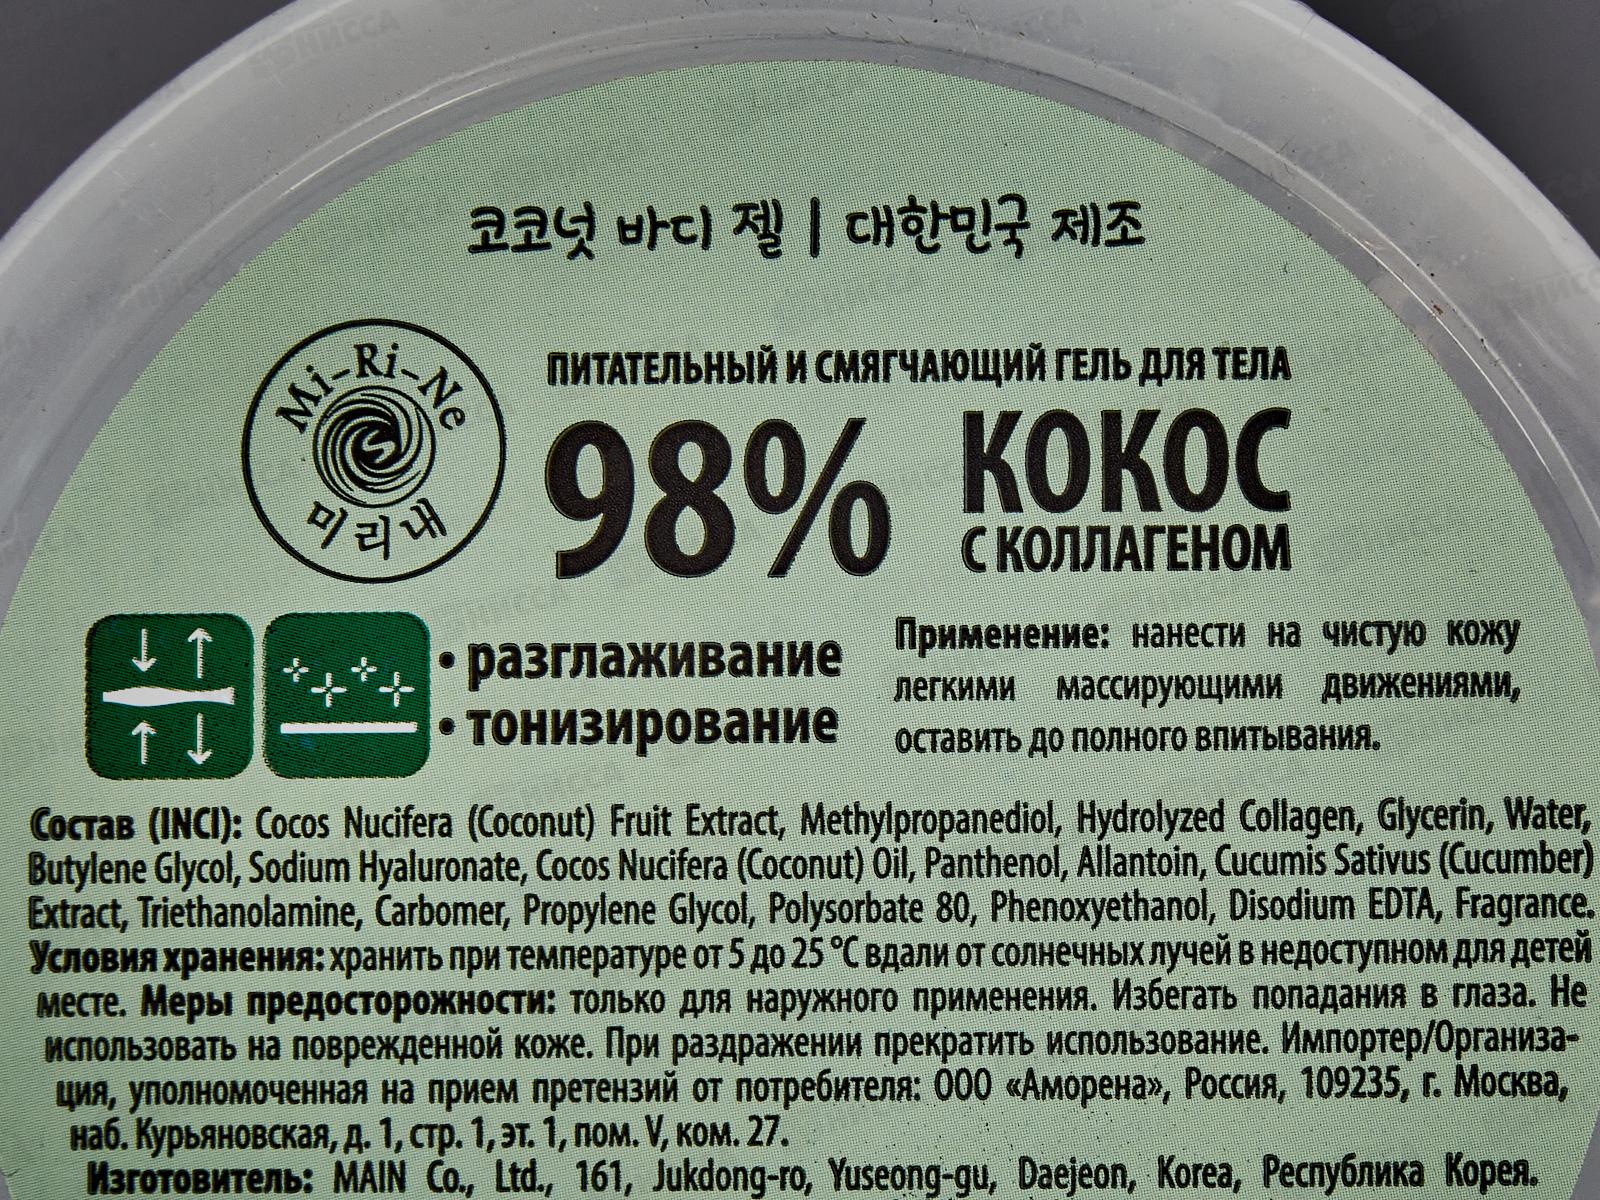 코코넛 바디 젤 | 대한민국 제조
Mi-Ri-Ne
미리내
ПИТАТЕЛЬНЫЙ И СМЯГЧАЮЩИЙ ГЕЛЬ ДЛЯ ТЕЛА
98% КОКОС
С КОЛЛАГЕНОМ
• разглаживание
• тонизирование
Применение: нанести на чистую кожу
легкими массирующими движениями,
оставить до полного впитывания.
Состав (INCI): Cocos Nucifera (Coconut) Fruit Extract, Methylpropanediol, Hydrolyzed Collagen, Glycerin, Water,
Butylene Glycol, Sodium Hyaluronate, Cocos Nucifera (Coconut) Oil, Panthenol, Allantoin, Cucumis Sativus (Cucumber)
Extract, Triethanolamine, Carbomer, Propylene Glycol, Polysorbate 80, Phenoxyethanol, Disodium EDTA, Fragrance.
Условия хранения: хранить при температуре от 5 до 25 °C вдали от солнечных лучей в недоступном для детей
месте. Меры предосторожности: только для наружного применения. Избегать попадания в глаза. Не
использовать на поврежденной коже. При раздражении прекратить использование. Импортер/Организа-
ция, уполномоченная на прием претензий от потребителя: ООО «Аморена», Россия, 109235, г. Москва,
наб. Курьяновская, д. 1, стр. 1, эт. 1, пом. V, ком. 27.
Изготовитель: MAIN Co., Ltd., 161, Jukdong-ro, Yuseong-gu, Daejeon, Korea, Республика Корея.